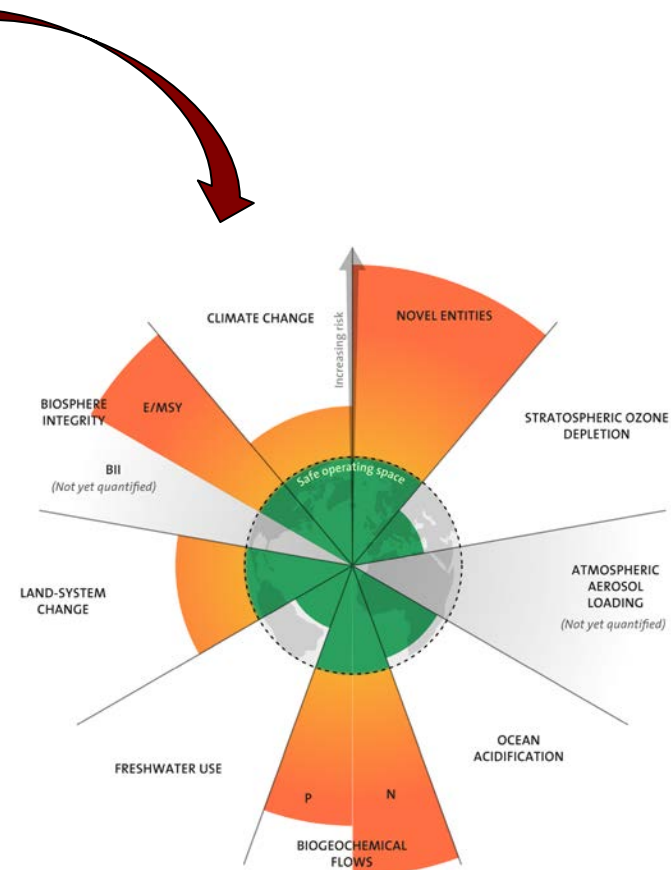 CLIMATE CHANGE
Increasing risk
NOVEL ENTITIES
BIOSPHERE
INTEGRITY
E/MSY
STRATOSPHERIC OZONE
DEPLETION
BII
(Not yet quantified)
Safe operating space
ATMOSPHERIC
AEROSOL
LOADING
(Not yet quantified)
LAND-SYSTEM
CHANGE
OCEAN
ACIDIFICATION
FRESHWATER USE
P
N
BIOGEOCHEMICAL
FLOWS